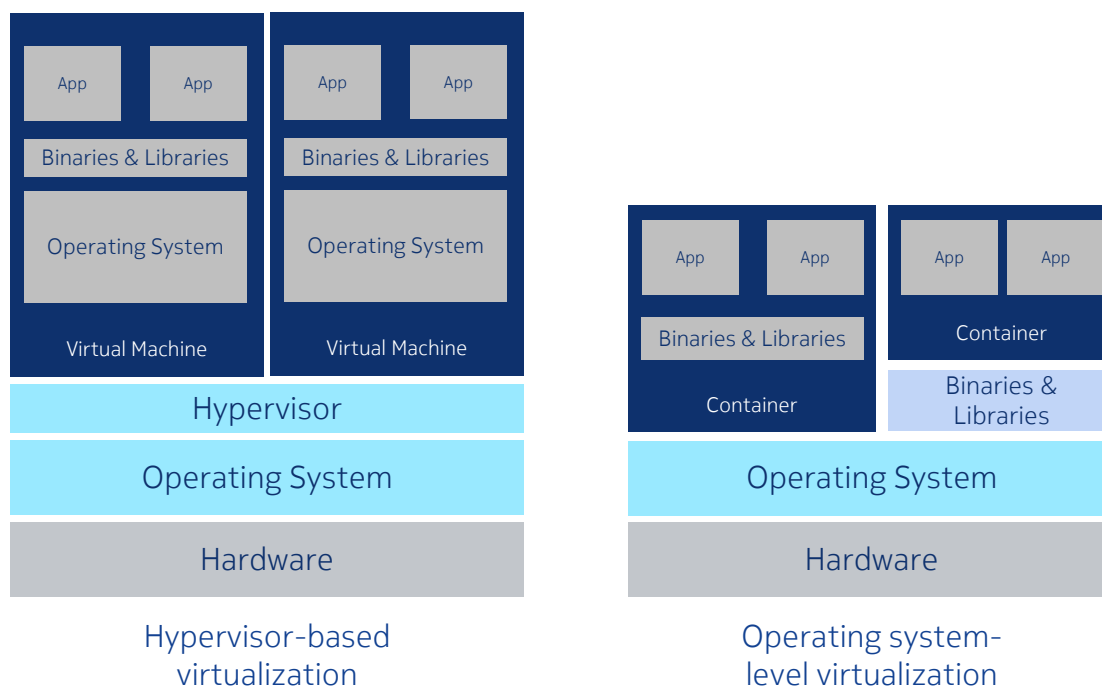 App
App
Binaries & Libraries
Operating System
Virtual Machine
App
App
Binaries & Libraries
Operating System
Virtual Machine
Hypervisor
Operating System
Hardware
Hypervisor-based
virtualization
App
App
Binaries & Libraries
Container
App
App
Container
Binaries &
Libraries
Operating System
Hardware
Operating system-
level virtualization